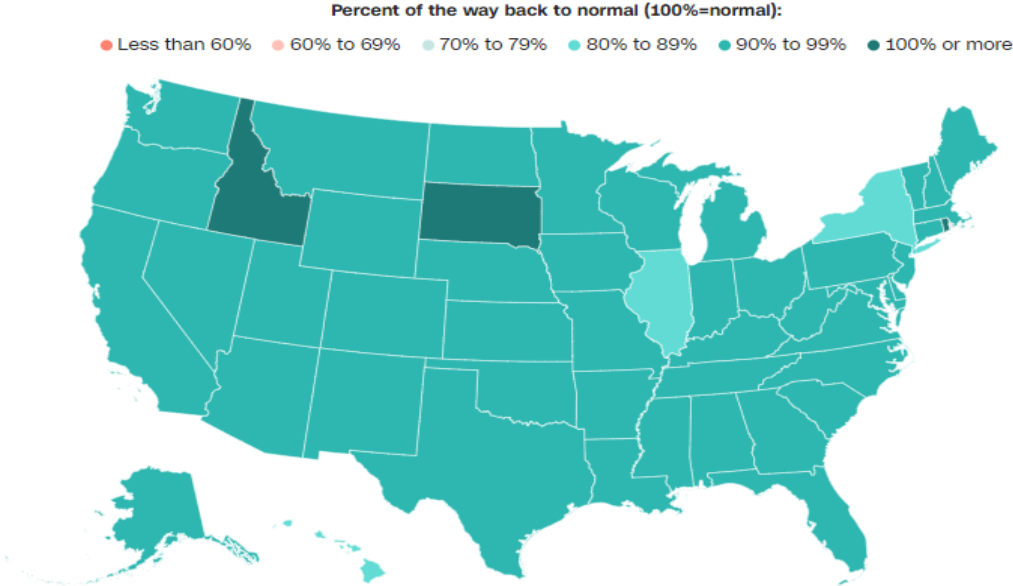 Percent of the way back to normal (100%=normal):
Less than 60% 60% to 69% 70% to 79% 80% to 89% 90% to 99% 100% or more